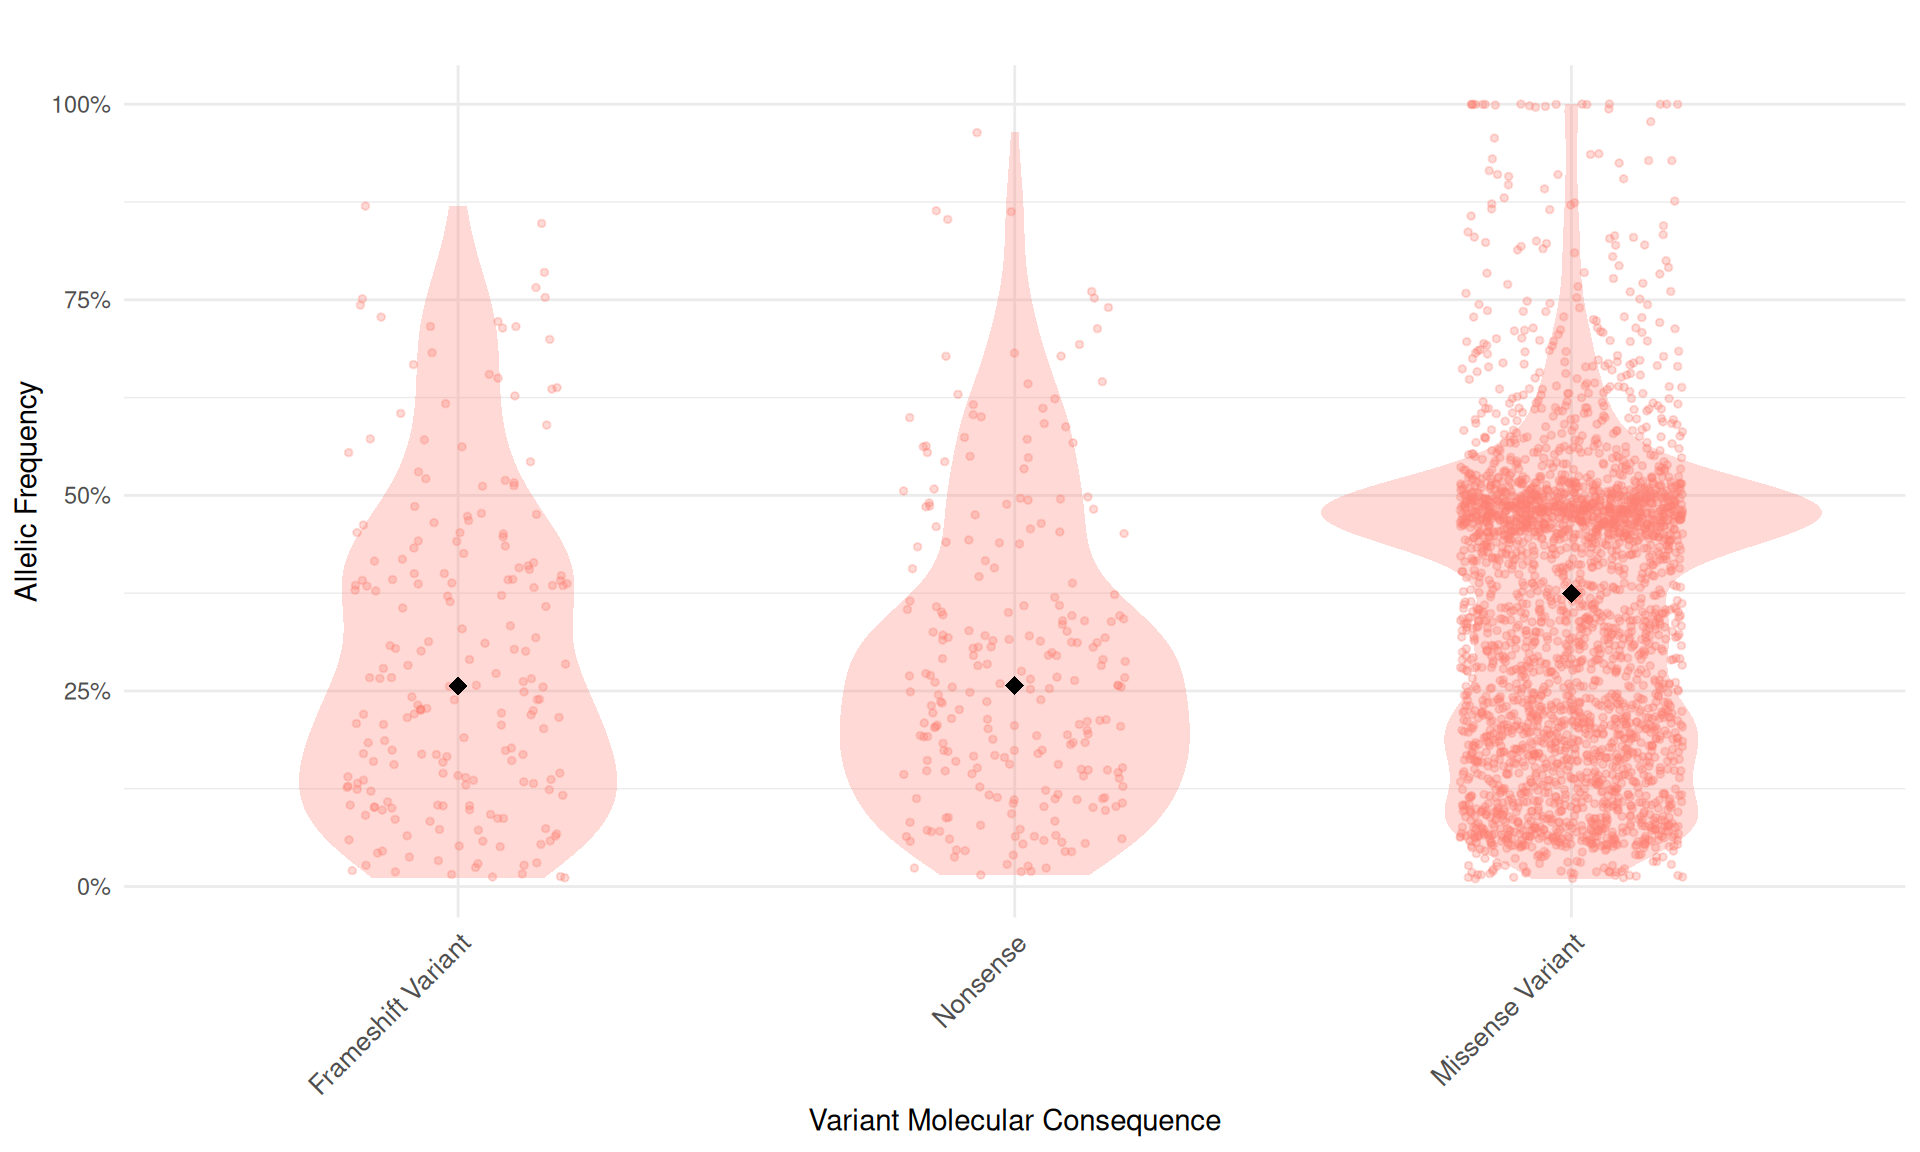 100%
75%
50%
25%
0%
Allelic Frequency
Frameshift Variant
Nonsense
Missense Variant
Variant Molecular Consequence